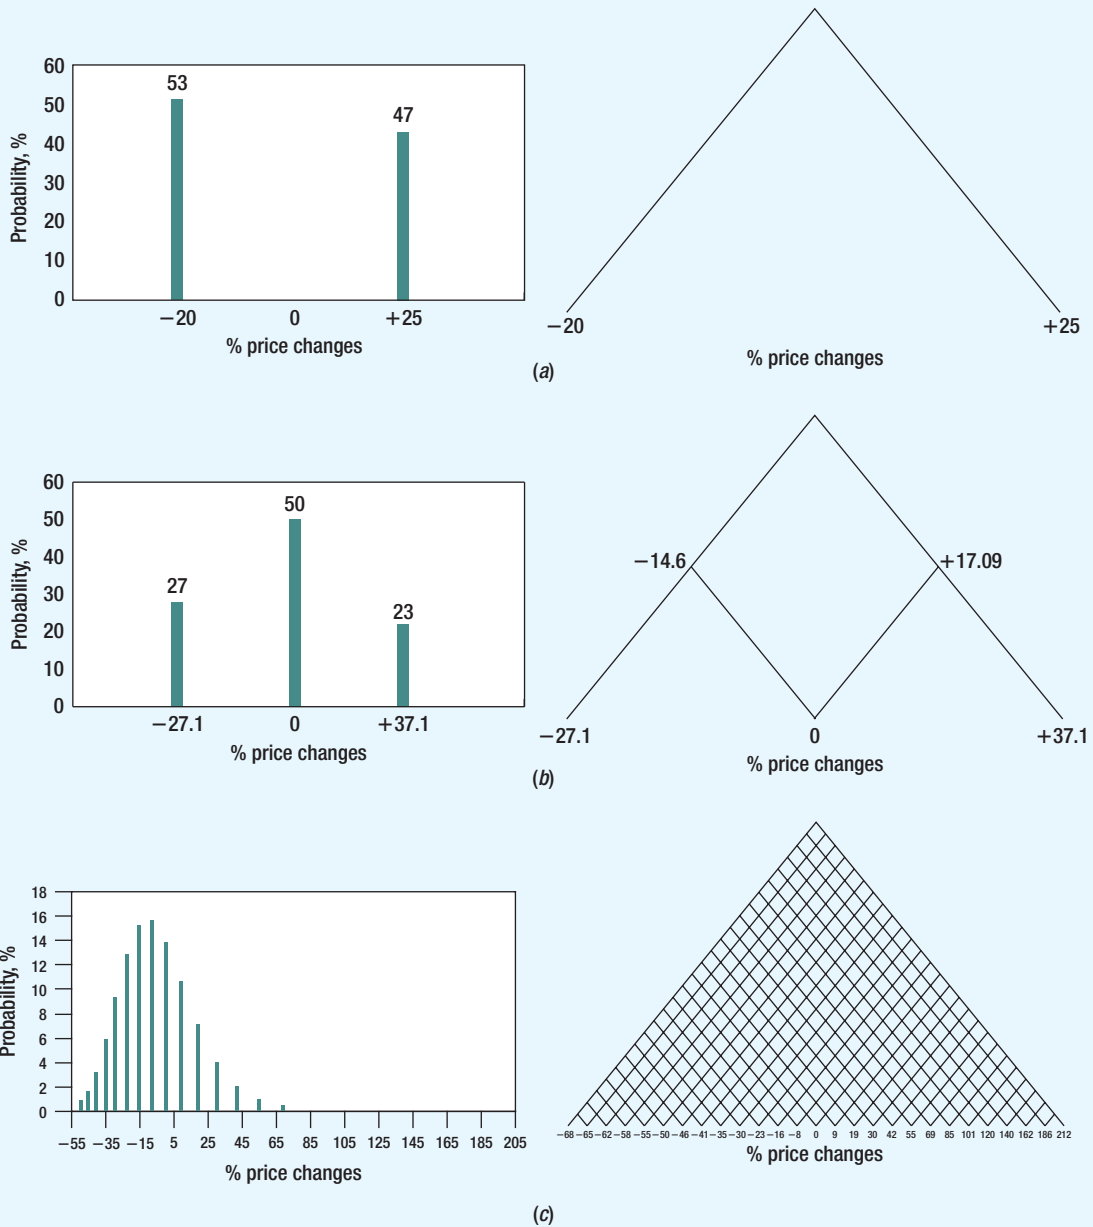 60
50
40
30
20
10
0
Probability, %
53
47
−20 0 +25
% price changes
−20 +25
% price changes
(a)
60
50
40
30
20
10
0
Probability, %
27
50
23
−27.1 0 +37.1
% price changes
−14.6 +17.09
−27.1 0 +37.1
% price changes
(b)
18
16
14
12
10
8
6
4
2
0
Probability, %
−55 −35 −15 5 25 45 65 85 105 125 145 165 185 205
% price changes
−68 −65 −62 −58 −55 −50 −46 −41 −35 −30 −23 −16 −8 0 9 19 30 42 55 69 85 101 120 140 162 186 212
% price changes
(c)